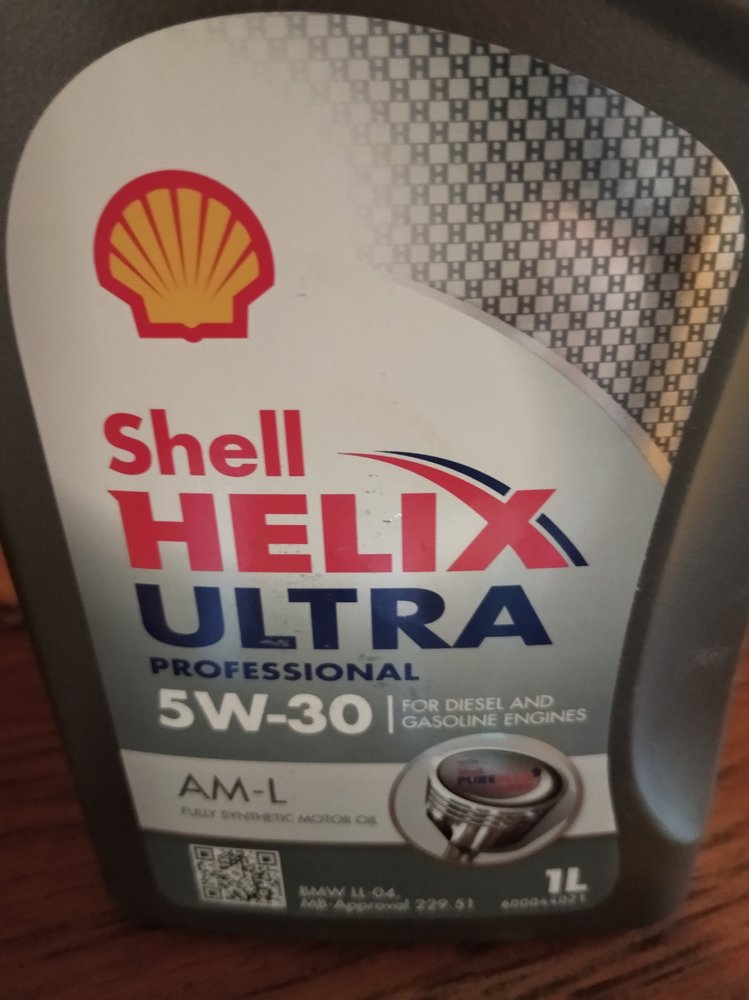 Shell
HELIX
ULTRA
PROFESSIONAL
5W-30
FOR DIESEL AND
GASOLINE ENGINES
AM-L
FULLY SYNTHETIC MOTOR OIL
PURE
BMW LL-04,
MB-Approval 229.51
1L